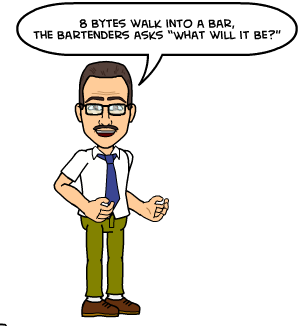 8 BYTES WALK INTO A BAR,
THE BARTENDERS ASKS "WHAT WILL IT BE?"